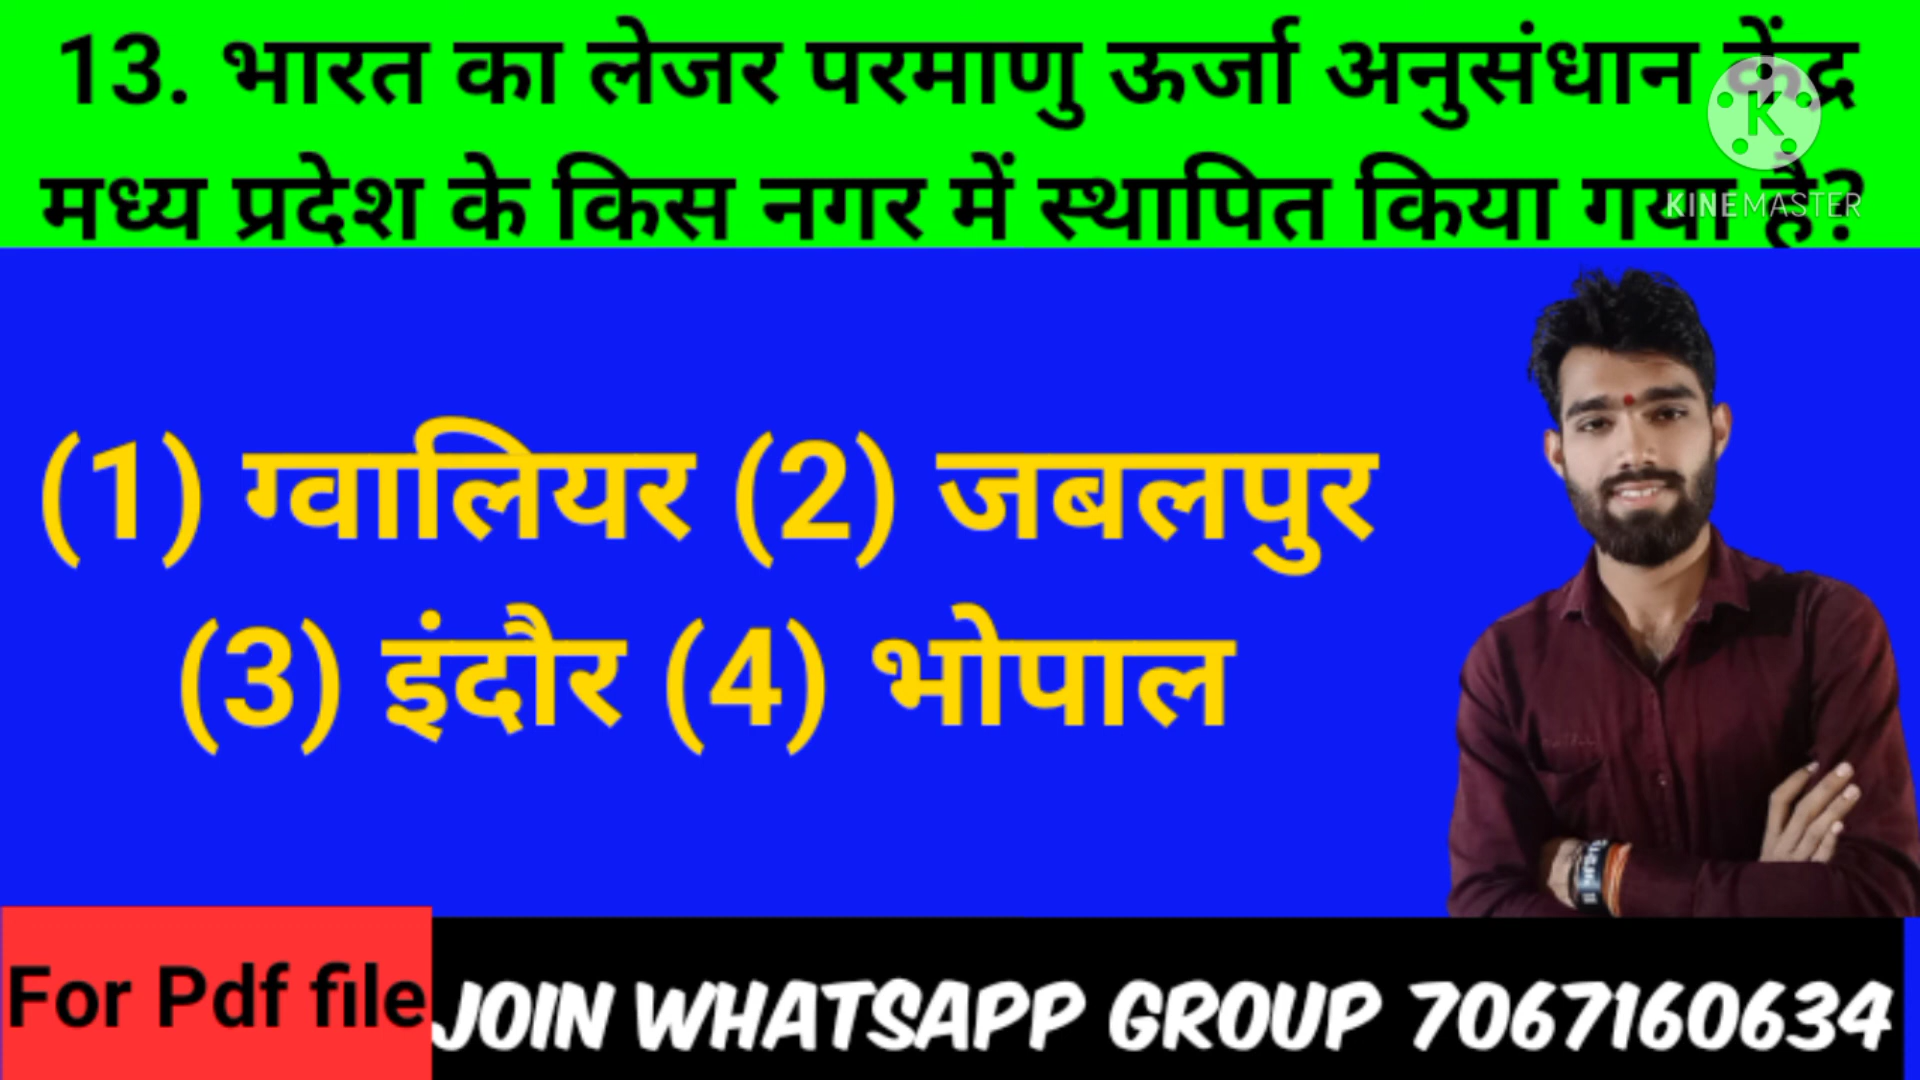 13. भारत का लेजर परमाणु ऊर्जा अनुसंधान केंद्र
मध्य प्रदेश के किस नगर में स्थापित किया गया है?
K
KINEMASTER
(1) ग्वालियर (2) जबलपुर
(3) इंदौर (4) भोपाल
For Pdf file
JOIN WHATSAPP GROUP 7067160634